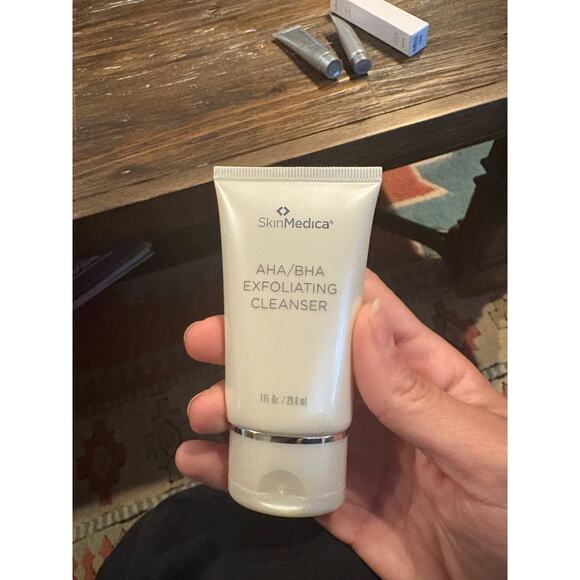 SkinMedica®
AHA/BHA
EXFOLIATING
CLEANSER
1 Fl. Oz. / 29.6 mL